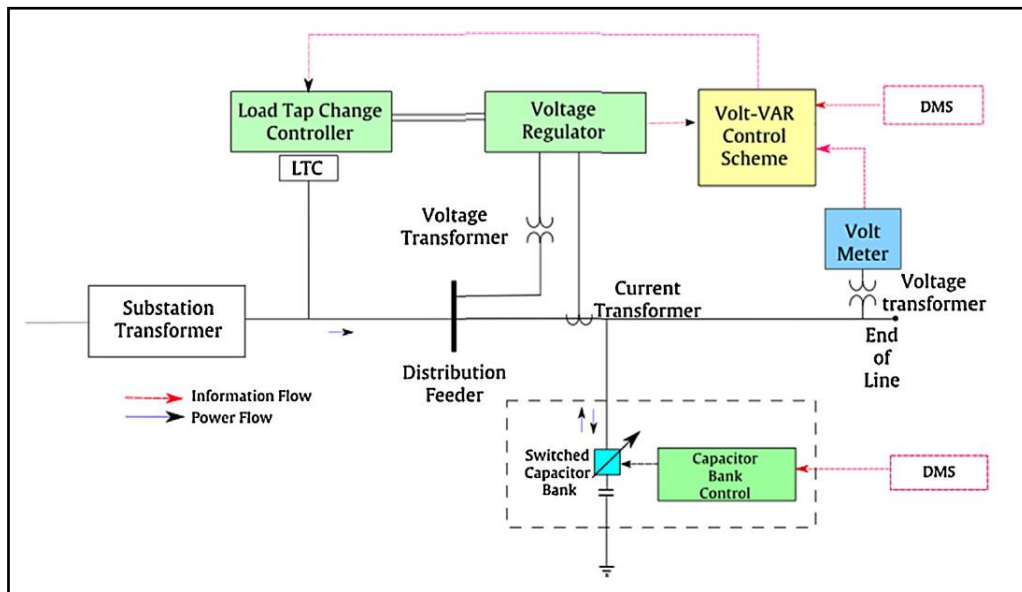 Load Tap Change
Controller
LTC
Voltage
Regulator
Volt-VAR
Control
Scheme
DMS
Voltage
Transformer
Volt
Meter
Voltage
transformer
Substation
Transformer
Current
Transformer
End
of
Line
Distribution
Feeder
Information Flow
Power Flow
Switched
Capacitor
Bank
Capacitor
Bank
Control
DMS